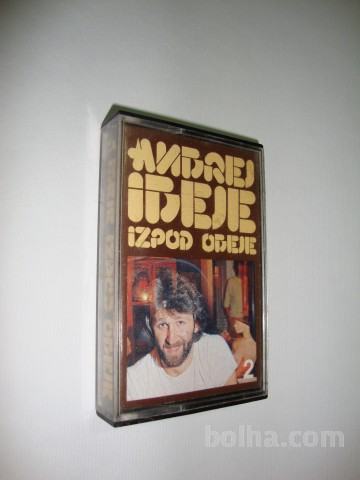 ANDREJ
IDEJE
IZPOD ODEJE
2
bolha.com